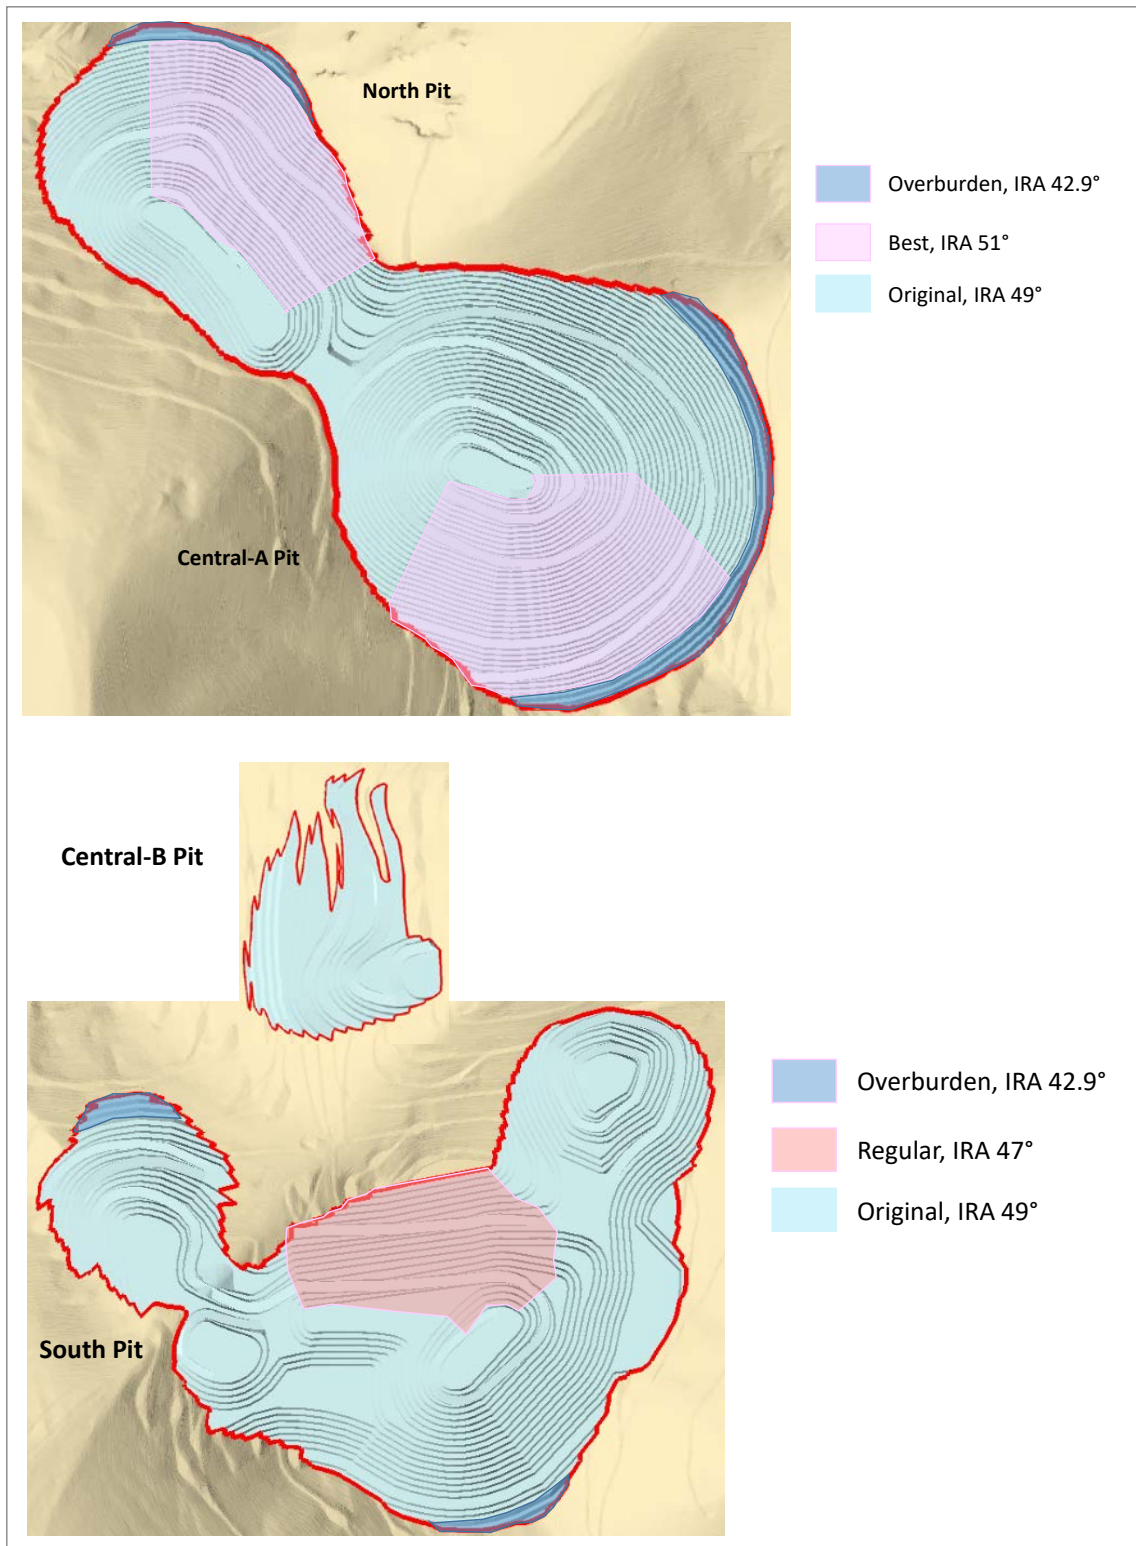 North Pit
Overburden, IRA 42.9°
Best, IRA 51°
Original, IRA 49°
Central-A Pit
Central-B Pit
Overburden, IRA 42.9°
Regular, IRA 47°
Original, IRA 49°
South Pit